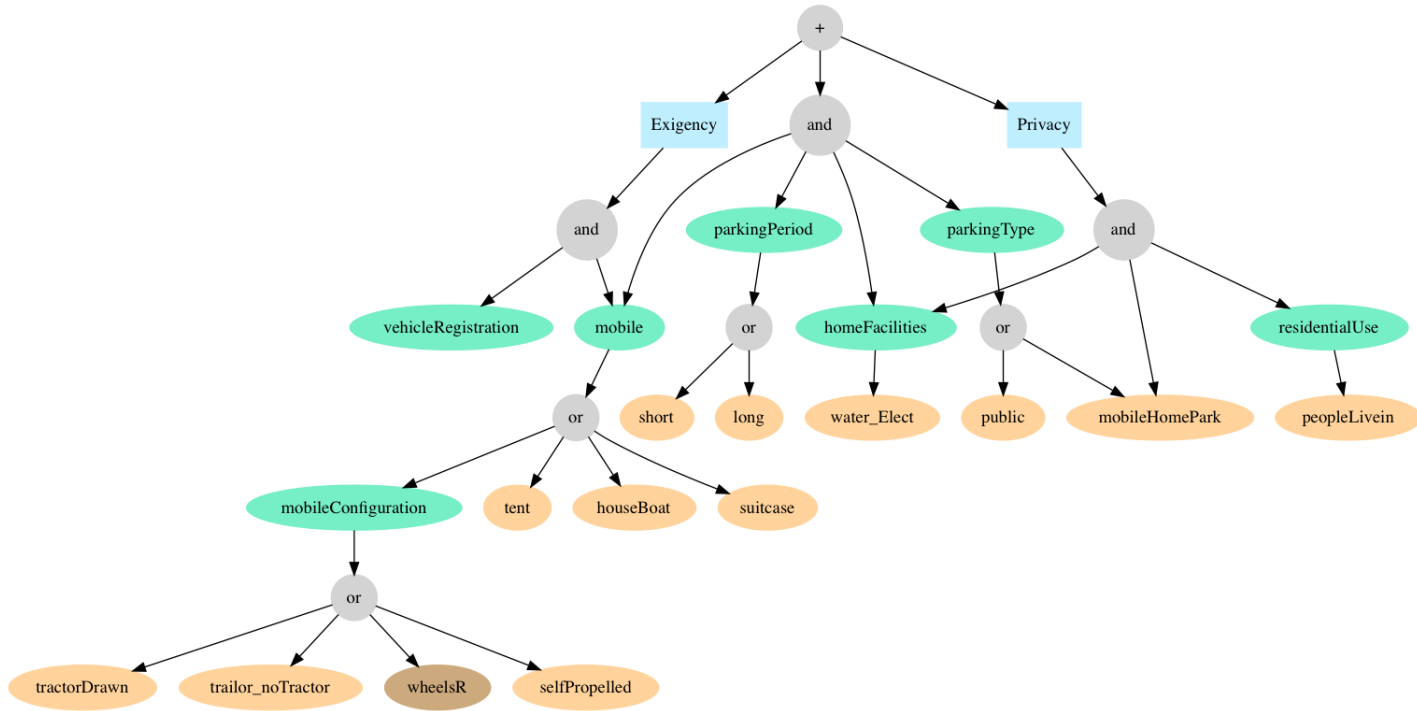 +
Exigency
and
Privacy
and
parkingPeriod
parkingType
and
vehicleRegistration
mobile
or
homeFacilities
or
residentialUse
or
short
long
water_Elect
public
mobileHomePark
peopleLivein
mobileConfiguration
tent
houseBoat
suitcase
or
tractorDrawn
trailor_noTractor
wheelsR
selfPropelled